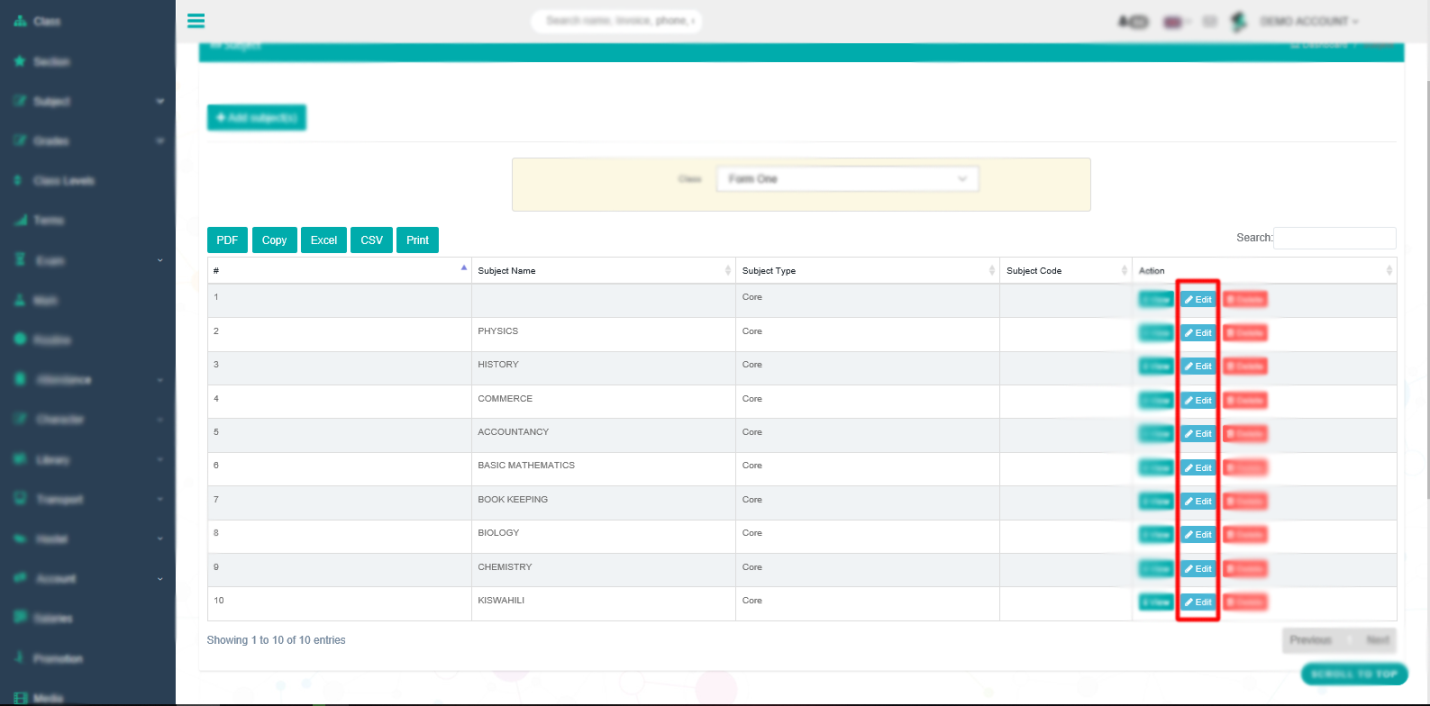 Class
Search name, invoice, phone,
DEMO ACCOUNT
Section
Subject
Subject
Add subject(s)
Grades
Class Levels
Class Form One
Terms
PDF Copy Excel CSV Print Search:
Exam
# Subject Name Subject Type Subject Code Action
1 Core View Edit Delete
Mark
2 PHYSICS Core View Edit Delete
Routine
3 HISTORY Core View Edit Delete
Attendance
4 COMMERCE Core View Edit Delete
Character
5 ACCOUNTANCY Core View Edit Delete
Library
6 BASIC MATHEMATICS Core View Edit Delete
7 BOOK KEEPING Core View Edit Delete
Transport
8 BIOLOGY Core View Edit Delete
Hostel
9 CHEMISTRY Core View Edit Delete
Account
10 KISWAHILI Core View Edit Delete
Salaries
Showing 1 to 10 of 10 entries Previous Next
Promotion
SCROLL TO TOP
Media